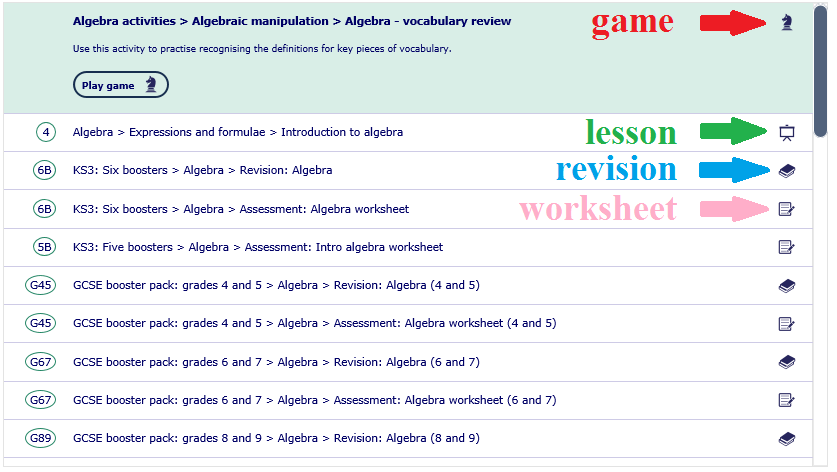 Algebra activities > Algebraic manipulation > Algebra - vocabulary review
game
Use this activity to practise recognising the definitions for key pieces of vocabulary.
Play game
4 Algebra > Expressions and formulae > Introduction to algebra
lesson
6B KS3: Six boosters > Algebra > Revision: Algebra
revision
6B KS3: Six boosters > Algebra > Assessment: Algebra worksheet
worksheet
5B KS3: Five boosters > Algebra > Assessment: Intro algebra worksheet
G45 GCSE booster pack: grades 4 and 5 > Algebra > Revision: Algebra (4 and 5)
G45 GCSE booster pack: grades 4 and 5 > Algebra > Assessment: Algebra worksheet (4 and 5)
G67 GCSE booster pack: grades 6 and 7 > Algebra > Revision: Algebra (6 and 7)
G67 GCSE booster pack: grades 6 and 7 > Algebra > Assessment: Algebra worksheet (6 and 7)
G89 GCSE booster pack: grades 8 and 9 > Algebra > Revision: Algebra (8 and 9)